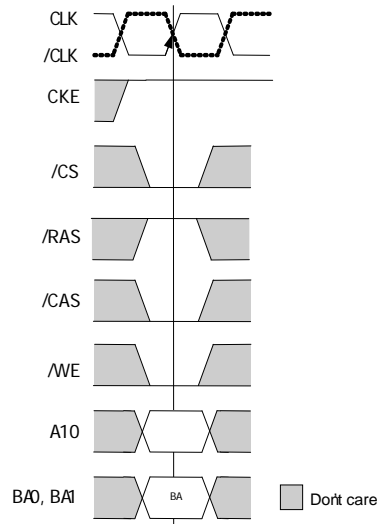 CLK
/CLK
CKE
/CS
/RAS
/CAS
/WE
A10
BA0, BA1
BA
Don't care